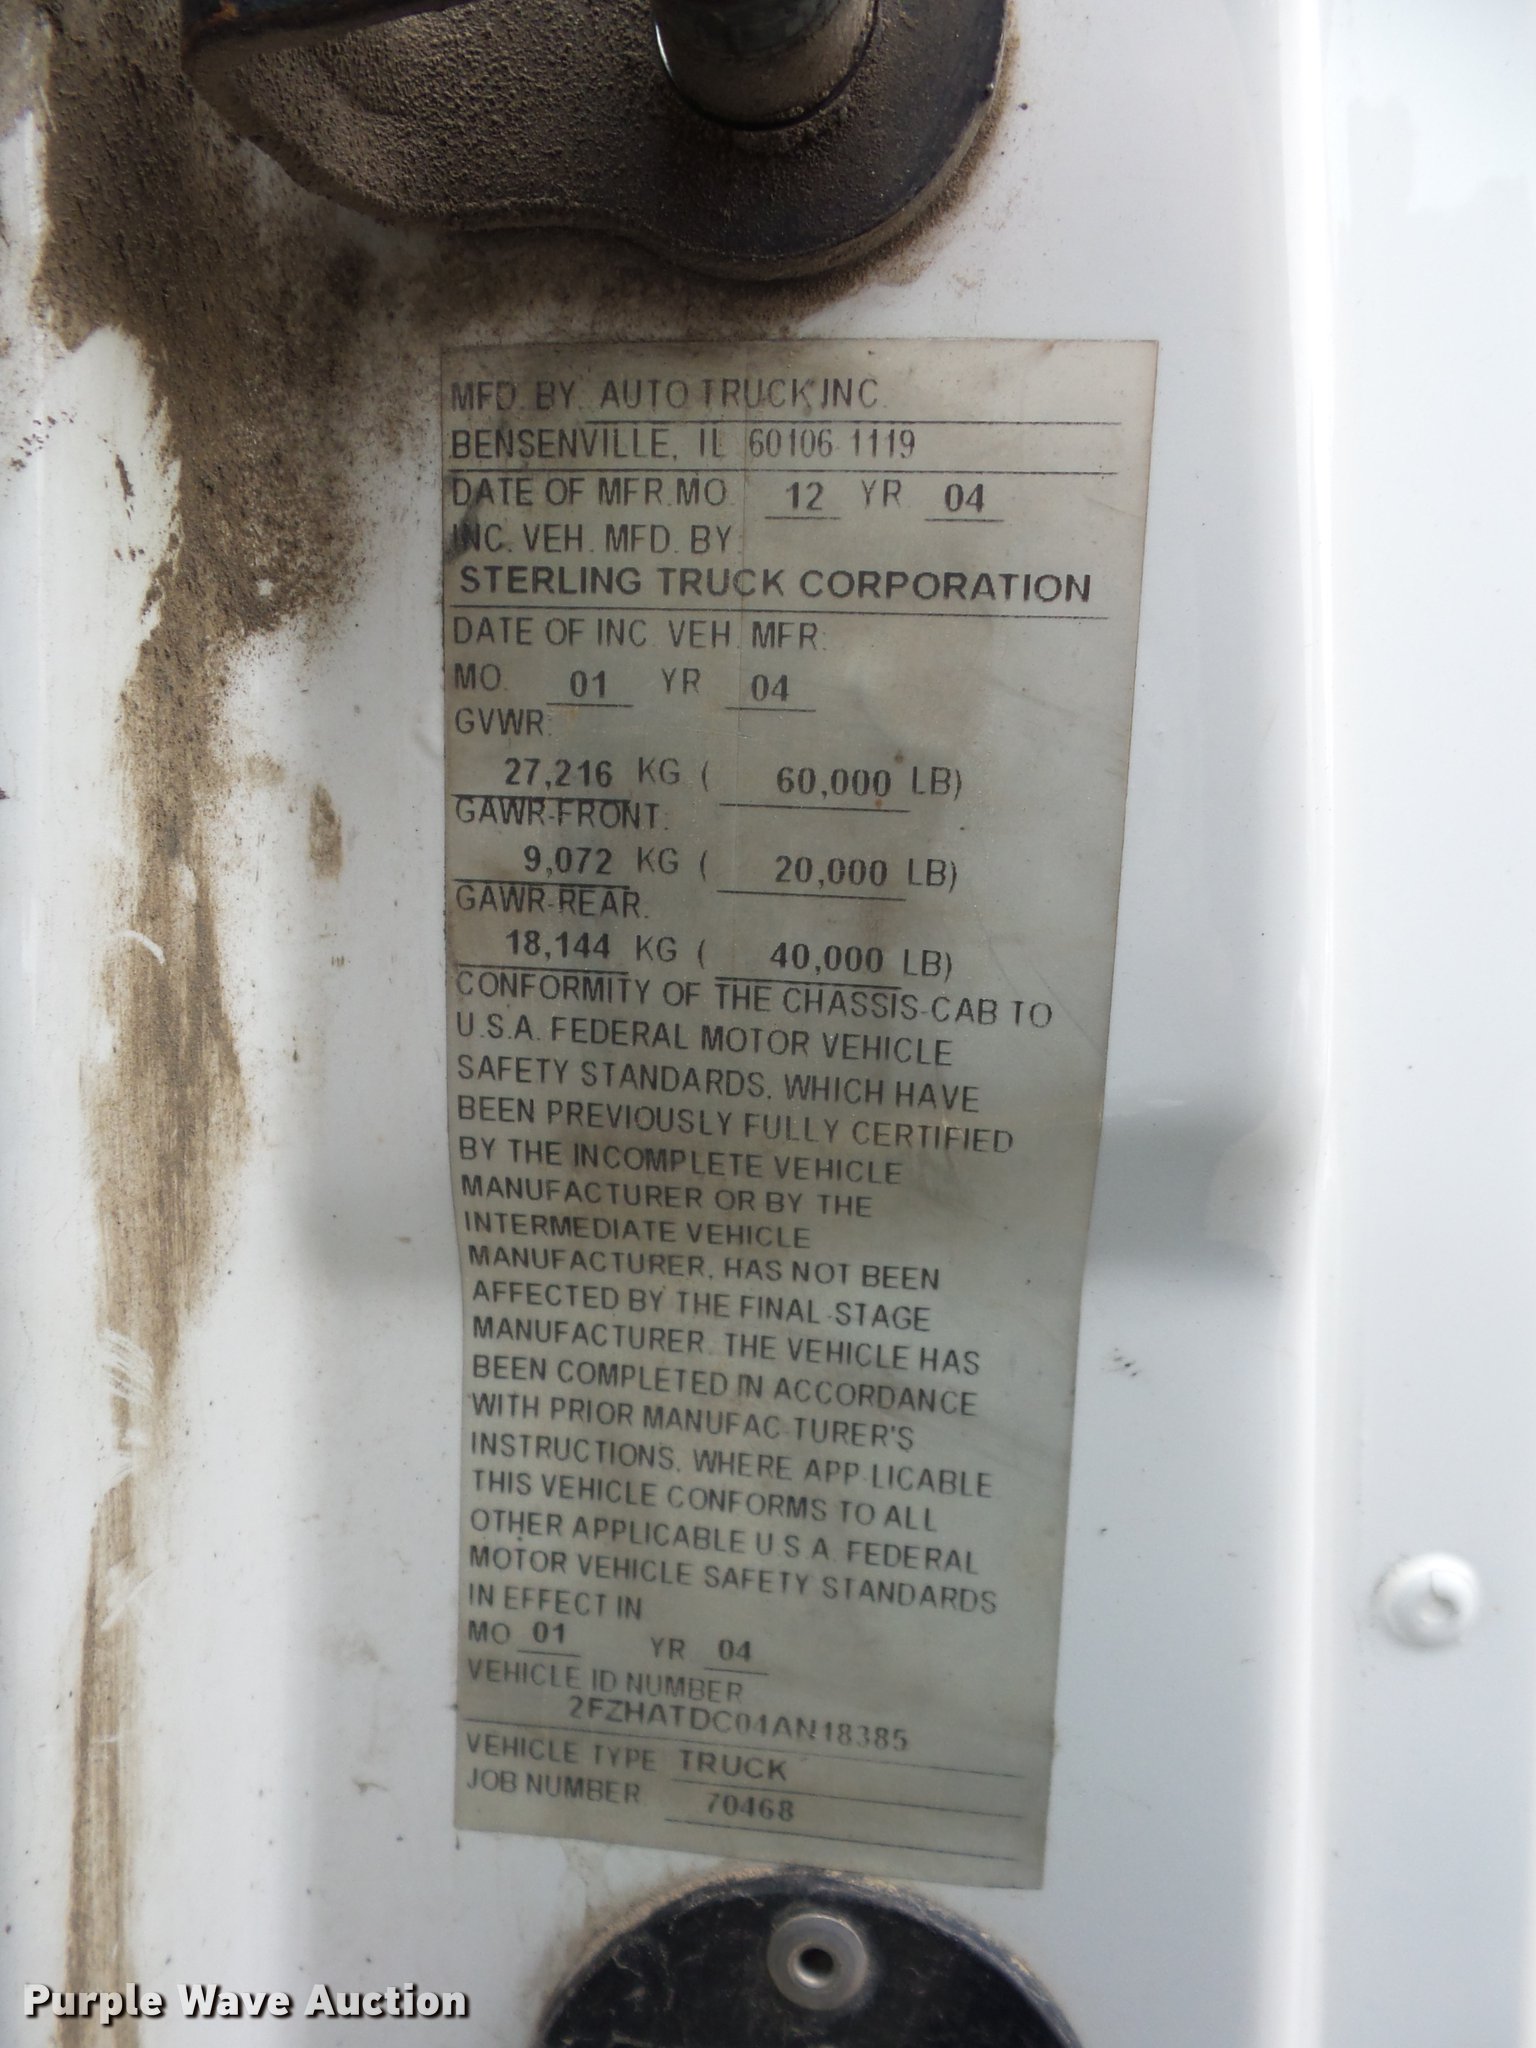 MFD. BY. AUTO TRUCK INC.
BENSENVILLE, IL 60106-1119
DATE OF MFR. MO. 12 YR 04
INC. VEH. MFD. BY:
STERLING TRUCK CORPORATION
DATE OF INC. VEH. MFR.
MO. 01 YR 04
GVWR:
27,216 KG ( 60,000 LB)
GAWR-FRONT:
9,072 KG ( 20,000 LB)
GAWR-REAR.
18,144 KG ( 40,000 LB)
CONFORMITY OF THE CHASSIS-CAB TO
U.S.A. FEDERAL MOTOR VEHICLE
SAFETY STANDARDS, WHICH HAVE
BEEN PREVIOUSLY FULLY CERTIFIED
BY THE INCOMPLETE VEHICLE
MANUFACTURER OR BY THE
INTERMEDIATE VEHICLE
MANUFACTURER, HAS NOT BEEN
AFFECTED BY THE FINAL-STAGE
MANUFACTURER. THE VEHICLE HAS
BEEN COMPLETED IN ACCORDANCE
WITH PRIOR MANUFAC-TURER'S
INSTRUCTIONS, WHERE APP-LICABLE
THIS VEHICLE CONFORMS TO ALL
OTHER APPLICABLE U.S.A. FEDERAL
MOTOR VEHICLE SAFETY STANDARDS
IN EFFECT IN
MO 01 YR 04
VEHICLE ID NUMBER
2FZHATDC04AN18385
VEHICLE TYPE TRUCK
JOB NUMBER 70468
Purple Wave Auction